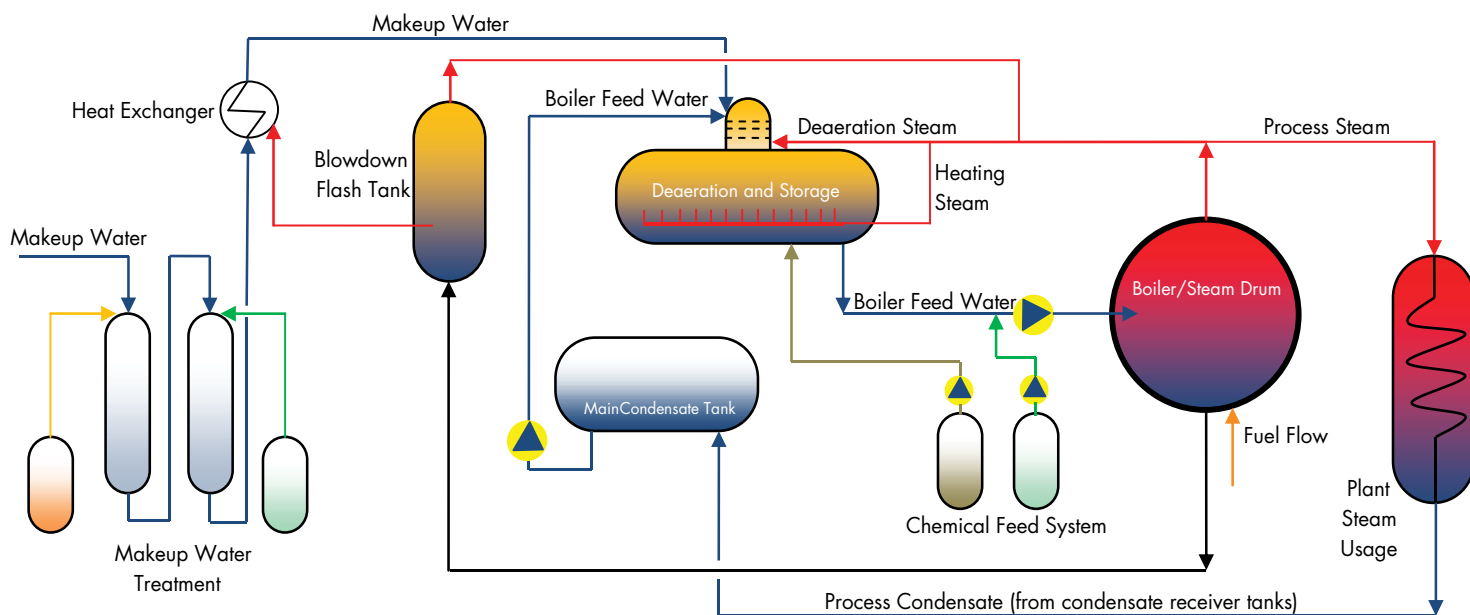 Makeup Water
Heat Exchanger
Boiler Feed Water
Deaeration Steam
Process Steam
Blowdown
Flash Tank
Heating
Steam
Deaeration and Storage
Makeup Water
Boiler Feed Water
Boiler/Steam Drum
MainCondensate Tank
Fuel Flow
Plant
Steam
Usage
Chemical Feed System
Makeup Water
Treatment
Process Condensate (from condensate receiver tanks)